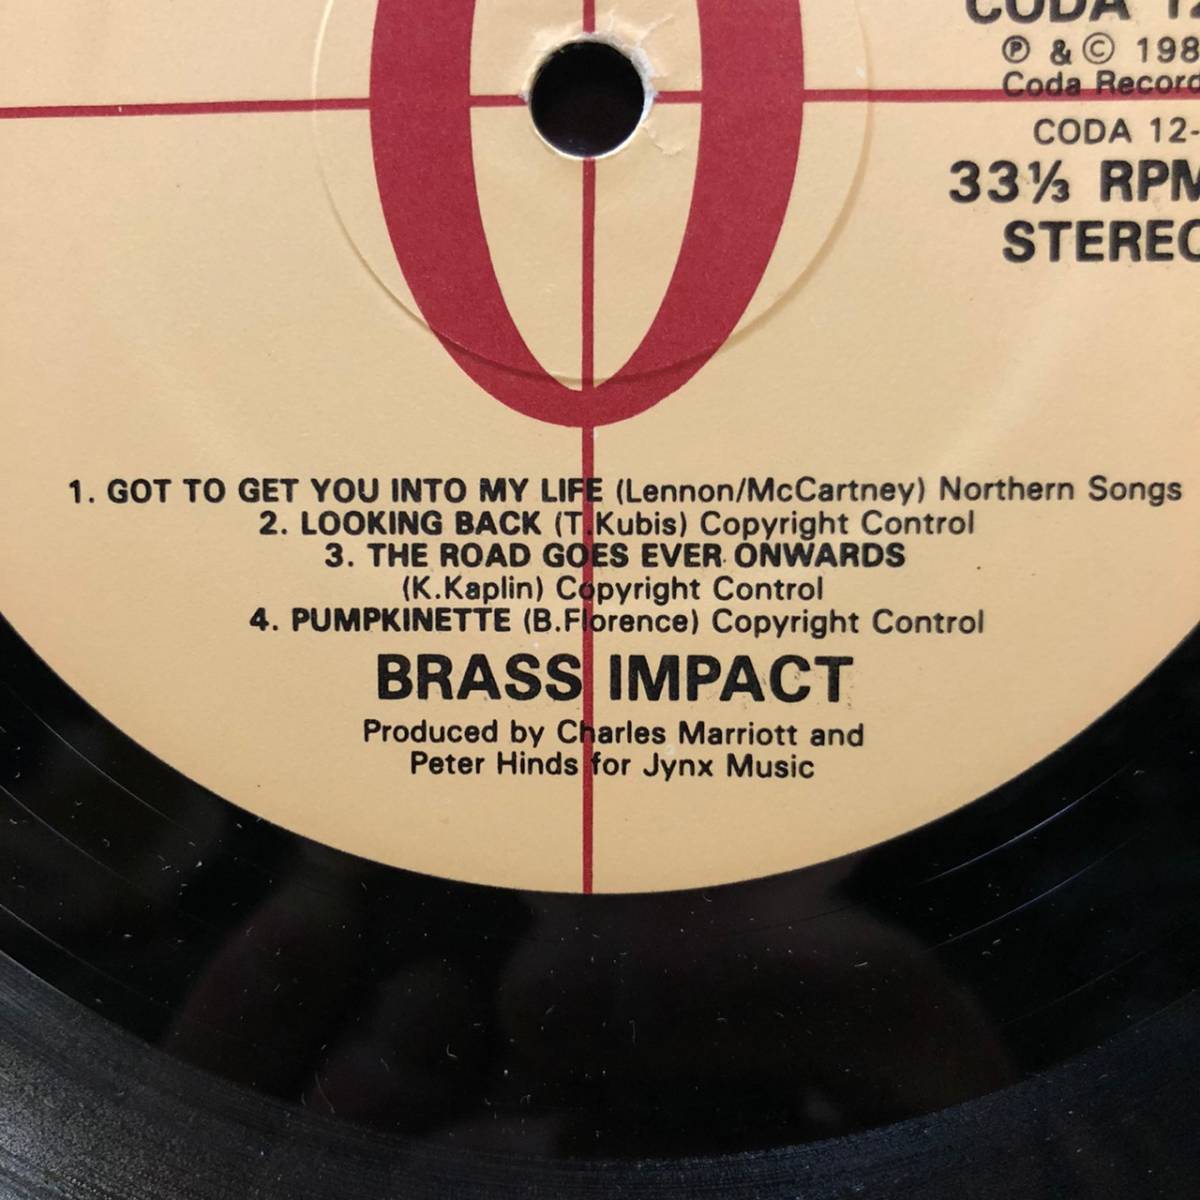 CODA
℗ & © 198
Coda Record
CODA 12-
33⅓ RPM
STEREO
1. GOT TO GET YOU INTO MY LIFE (Lennon/McCartney) Northern Songs
2. LOOKING BACK (T.Kubis) Copyright Control
3. THE ROAD GOES EVER ONWARDS
(K.Kaplin) Copyright Control
4. PUMPKINETTE (B.Florence) Copyright Control
BRASS IMPACT
Produced by Charles Marriott and
Peter Hinds for Jynx Music